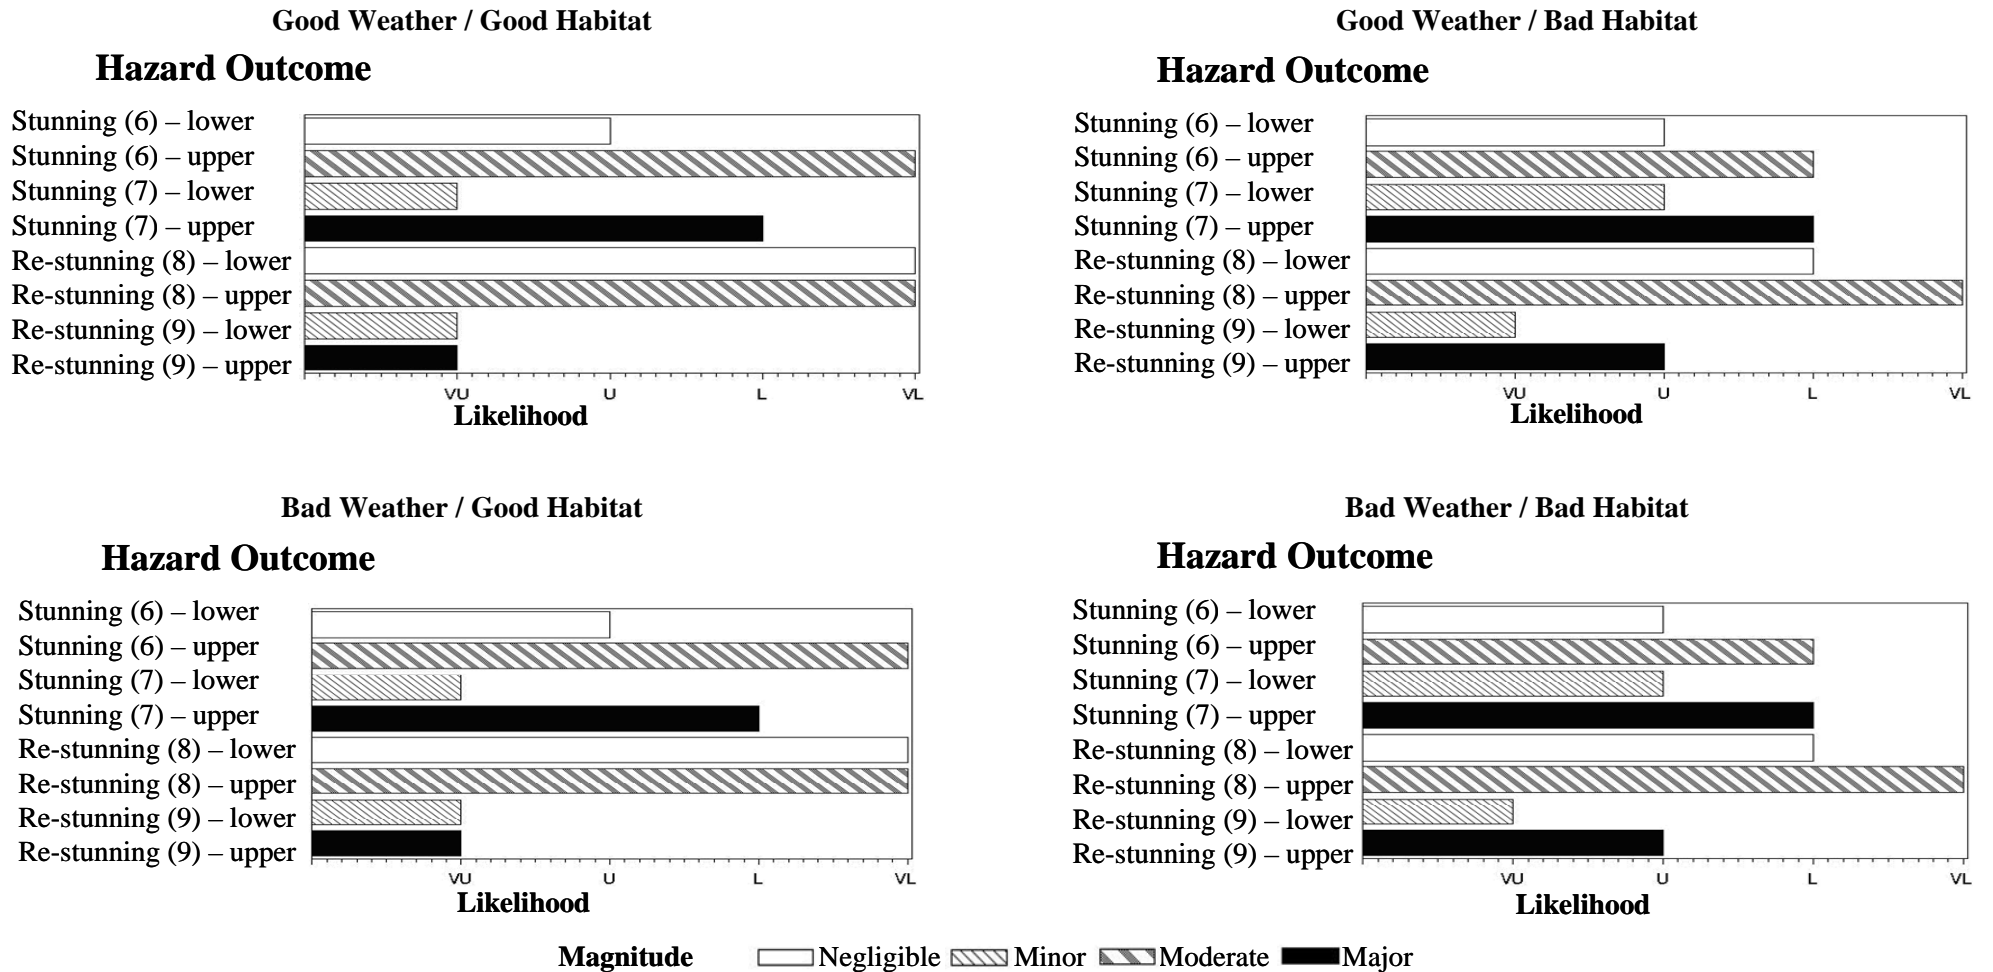 Good Weather / Good Habitat
Hazard Outcome
Stunning (6) – lower
Stunning (6) – upper
Stunning (7) – lower
Stunning (7) – upper
Re-stunning (8) – lower
Re-stunning (8) – upper
Re-stunning (9) – lower
Re-stunning (9) – upper
VU U L VL
Likelihood
Good Weather / Bad Habitat
Hazard Outcome
Stunning (6) – lower
Stunning (6) – upper
Stunning (7) – lower
Stunning (7) – upper
Re-stunning (8) – lower
Re-stunning (8) – upper
Re-stunning (9) – lower
Re-stunning (9) – upper
VU U L VL
Likelihood
Bad Weather / Good Habitat
Hazard Outcome
Stunning (6) – lower
Stunning (6) – upper
Stunning (7) – lower
Stunning (7) – upper
Re-stunning (8) – lower
Re-stunning (8) – upper
Re-stunning (9) – lower
Re-stunning (9) – upper
VU U L VL
Likelihood
Bad Weather / Bad Habitat
Hazard Outcome
Stunning (6) – lower
Stunning (6) – upper
Stunning (7) – lower
Stunning (7) – upper
Re-stunning (8) – lower
Re-stunning (8) – upper
Re-stunning (9) – lower
Re-stunning (9) – upper
VU U L VL
Likelihood
Magnitude Negligible Minor Moderate Major